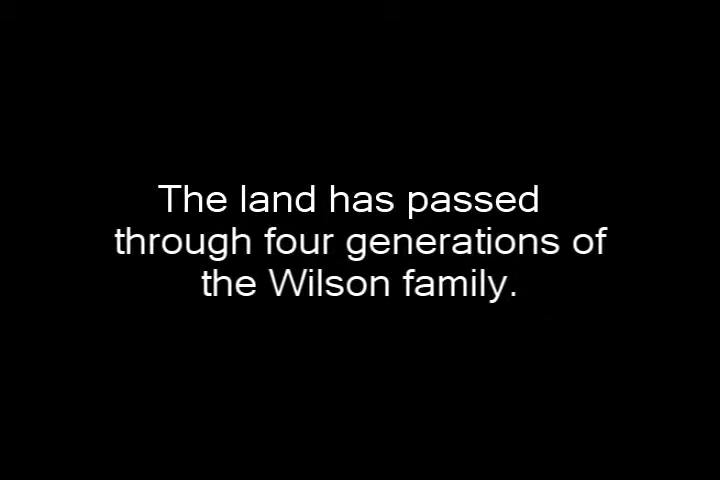 The land has passed
through four generations of
the Wilson family.